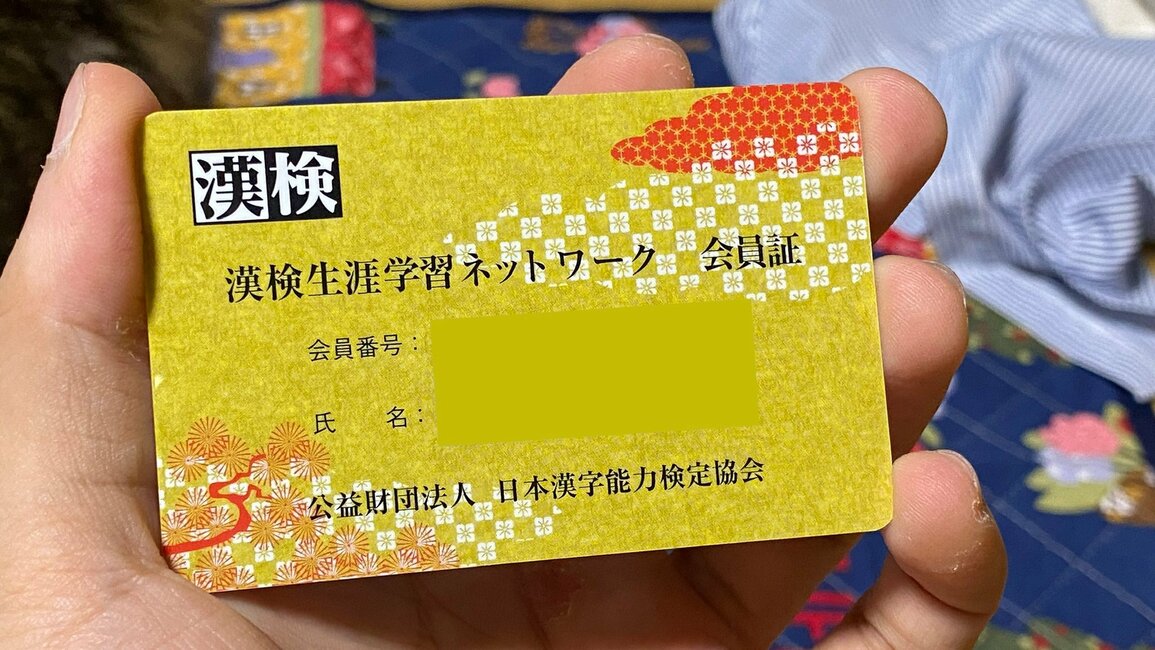 漢検
漢検生涯学習ネットワーク 会員証
会員番号：
氏 名：
公益財団法人 日本漢字能力検定協会